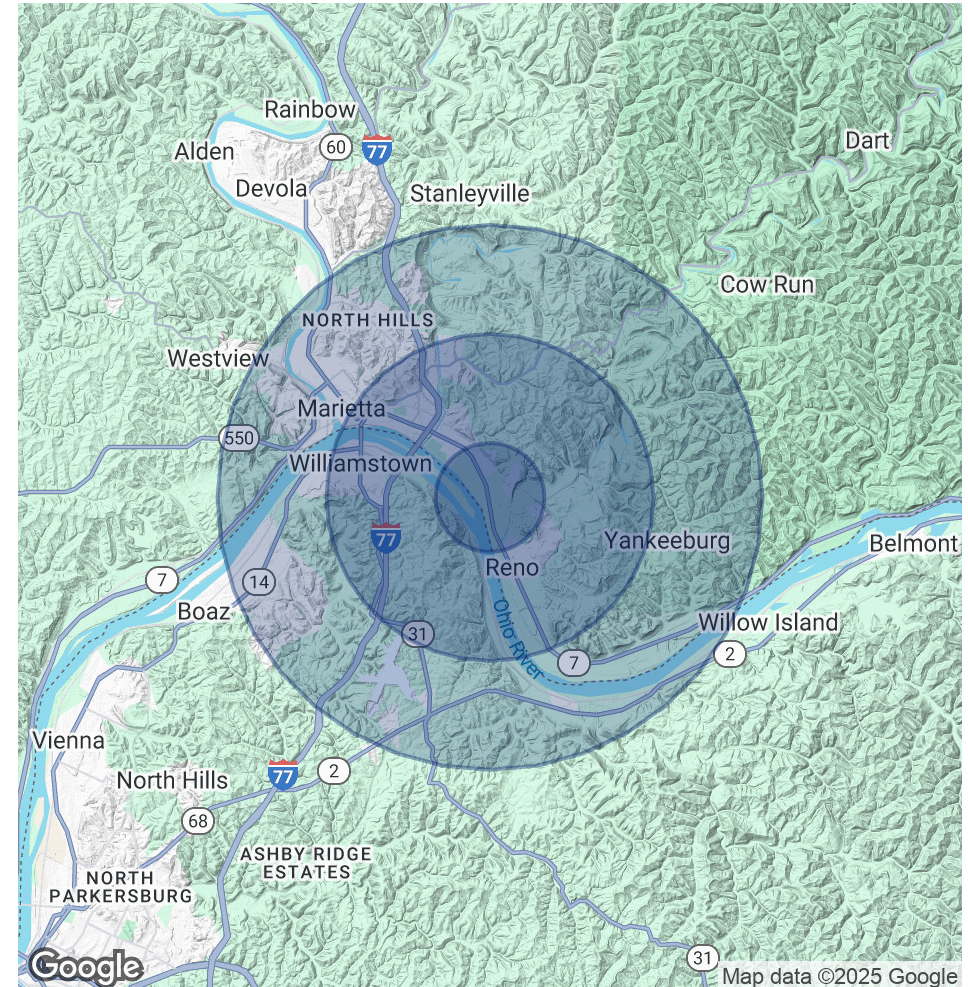 Rainbow
60
77
Alden
Dart
Devola
Stanleyville
Cow Run
NORTH HILLS
Westview
Marietta
550
Williamstown
77
Yankeeburg
Belmont
Reno
7
14
Boaz
Ohio River
Willow Island
31
2
7
Vienna
North Hills
77
2
68
ASHBY RIDGE
ESTATES
NORTH
PARKERSBURG
31
Google
Map data ©2025 Google